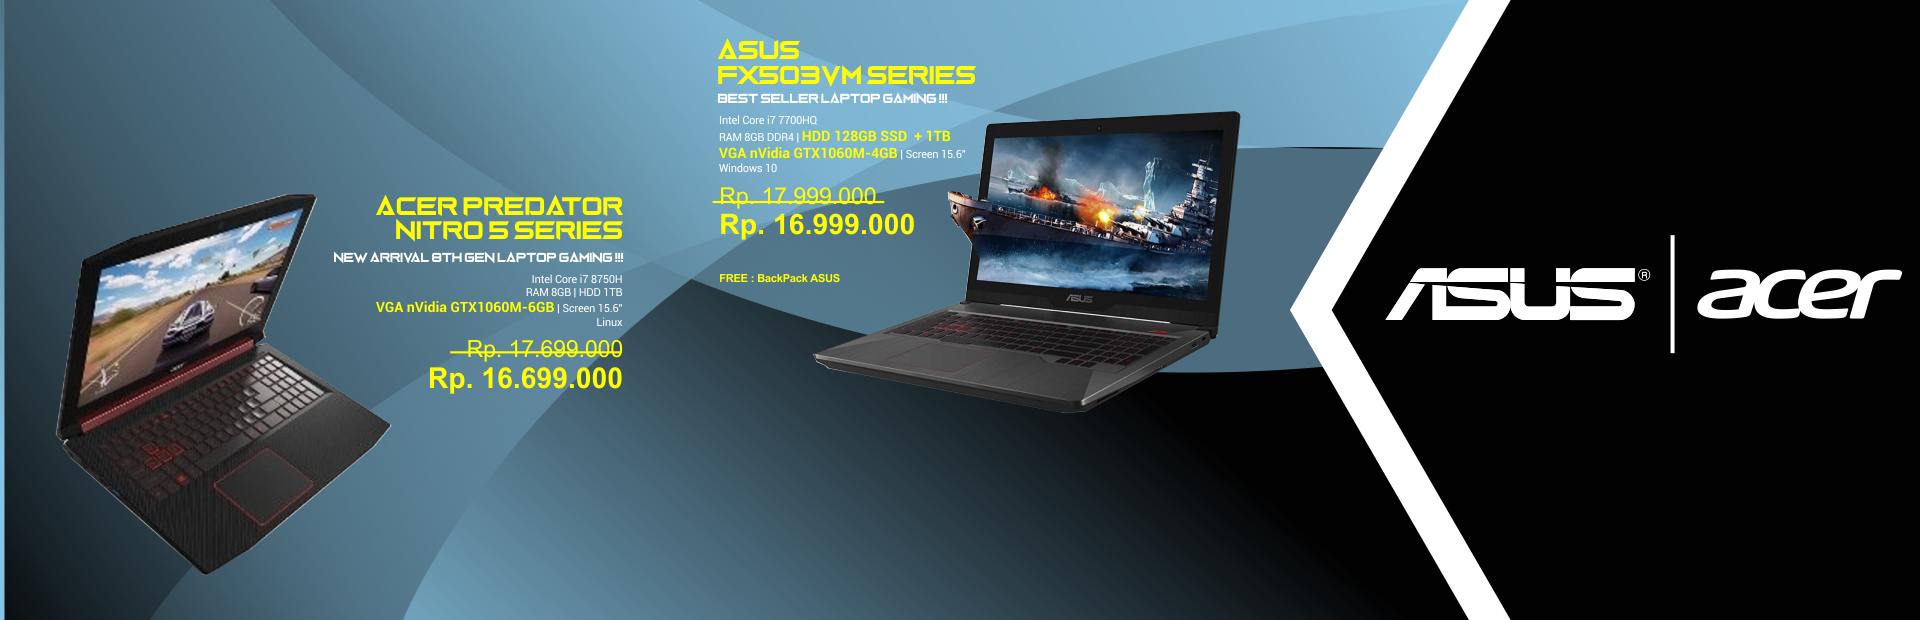 ACER PREDATOR
NITRO 5 SERIES
NEW ARRIVAL 8TH GEN LAPTOP GAMING !!!
Intel Core i7 8750H
RAM 8GB | HDD 1TB
VGA nVidia GTX1060M-6GB | Screen 15.6"
Linux
Rp. 17.699.000
Rp. 16.699.000
ASUS
FX503VM SERIES
BEST SELLER LAPTOP GAMING !!!
Intel Core i7 7700HQ
RAM 8GB DDR4 | HDD 128GB SSD + 1TB
VGA nVidia GTX1060M-4GB | Screen 15.6"
Windows 10
Rp. 17.999.000
Rp. 16.999.000
FREE : BackPack ASUS
ASUS
ASUS® | acer